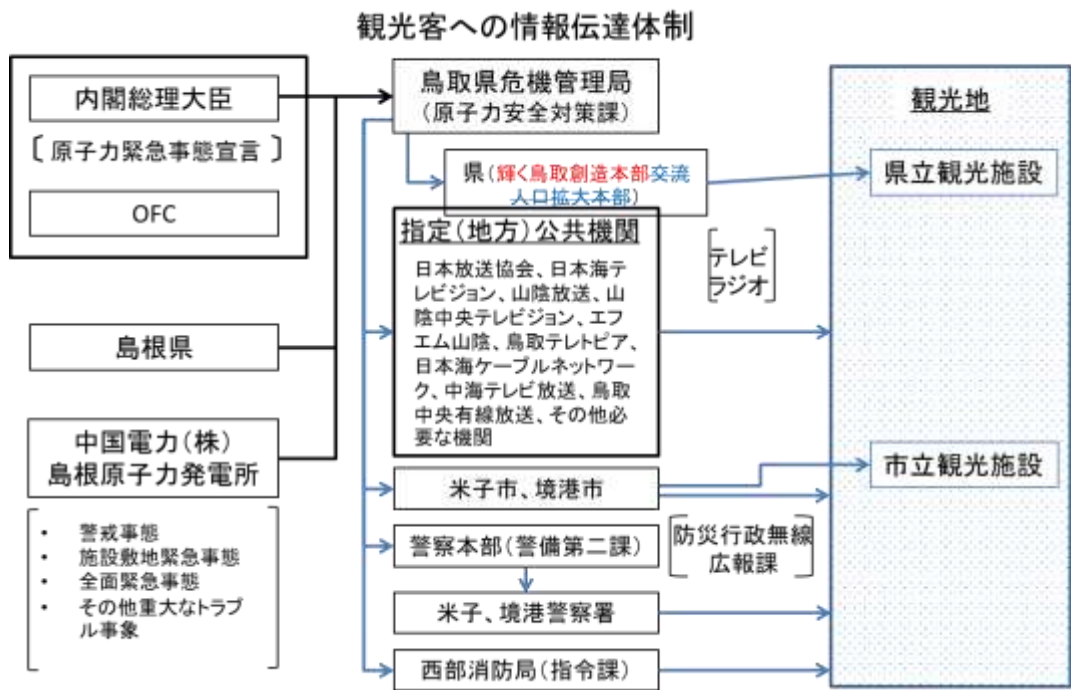 観光客への情報伝達体制
内閣総理大臣
〔 原子力緊急事態宣言 〕
OFC
島根県
中国電力(株)
島根原子力発電所
・ 警戒事態
・ 施設敷地緊急事態
・ 全面緊急事態
・ その他重大なトラブ
ル事象
鳥取県危機管理局
(原子力安全対策課)
県(輝く鳥取創造本部交流
人口拡大本部)
指定(地方)公共機関
日本放送協会、日本海テ
レビジョン、山陰放送、山
陰中央テレビジョン、エフ
エム山陰、鳥取テレトピア、
日本海ケーブルネットワー
ク、中海テレビ放送、鳥取
中央有線放送、その他必
要な機関
米子市、境港市
警察本部(警備第二課)
米子、境港警察署
西部消防局(指令課)
テレビ
ラジオ
防災行政無線
広報課
観光地
県立観光施設
市立観光施設